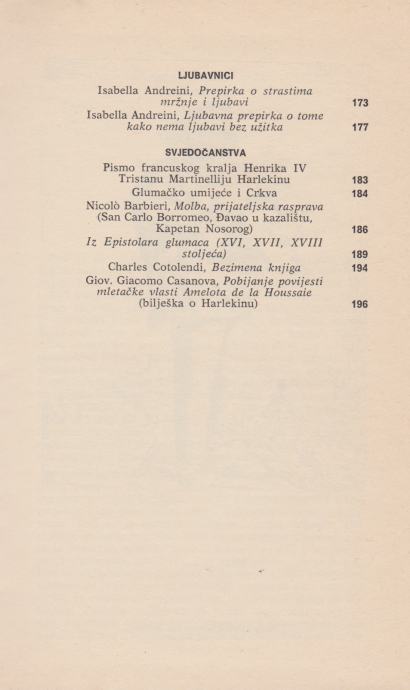 LJUBAVNICI
Isabella Andreini, Prepirka o strastima
mržnje i ljubavi 173
Isabella Andreini, Ljubavna prepirka o tome
kako nema ljubavi bez užitka 177
SVJEDOČANSTVA
Pismo francuskog kralja Henrika IV
Tristanu Martinelliju Harlekinu 183
Glumačko umijeće i Crkva 184
Nicolò Barbieri, Molba, prijateljska rasprava
(San Carlo Borromeo, Đavao u kazalištu,
Kapetan Nosorog) 186
Iz Epistolara glumaca (XVI, XVII, XVIII
stoljeća) 189
Charles Cotolendi, Bezimena knjiga 194
Giov. Giacomo Casanova, Pobijanje povijesti
mletačke vlasti Amelota de la Houssaie
(bilješka o Harlekinu) 196